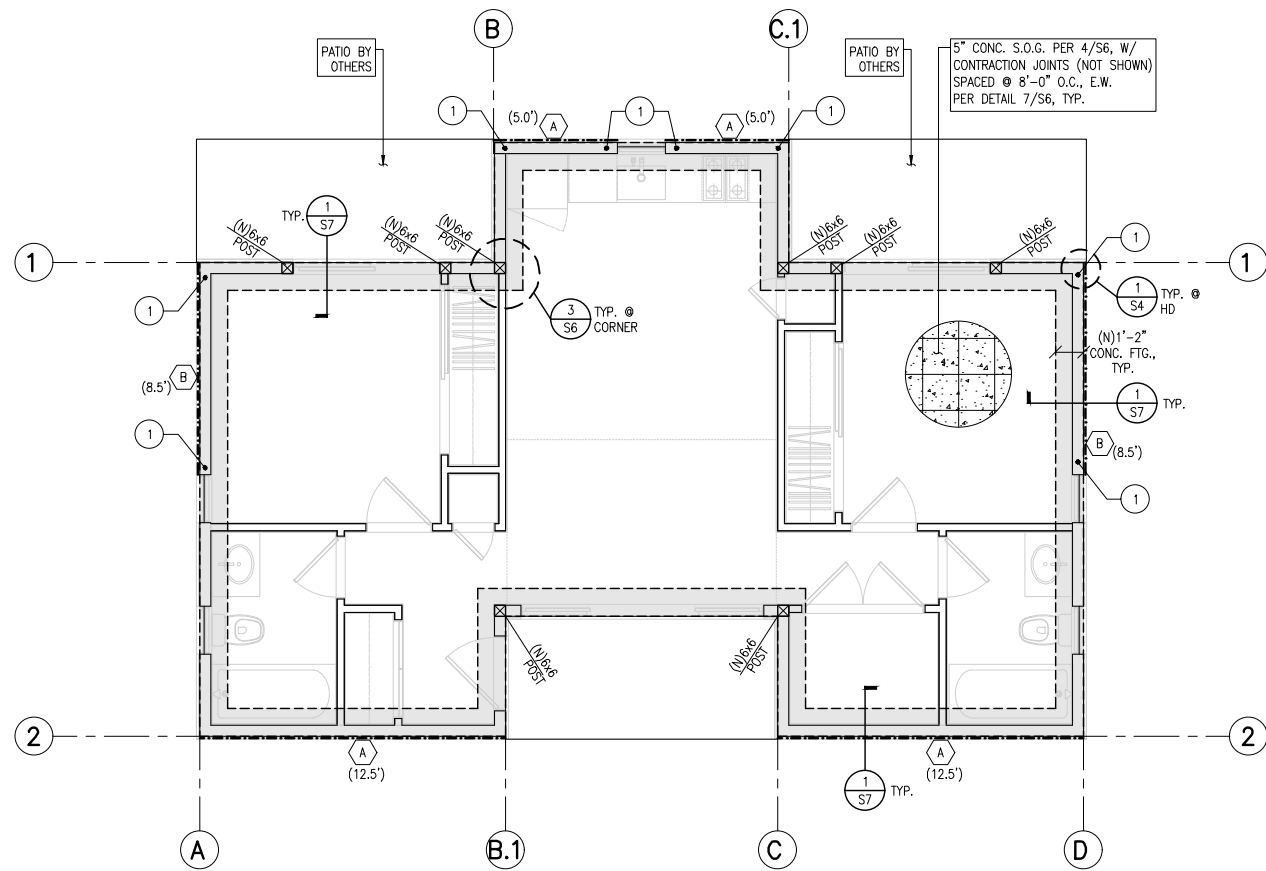 B
C.1
PATIO BY
OTHERS
PATIO BY
OTHERS
5" CONC. S.O.G. PER 4/S6, W/
CONTRACTION JOINTS (NOT SHOWN)
SPACED @ 8'-0" O.C., E.W.
PER DETAIL 7/S6, TYP.
1
(5.0')
A
1
A
(5.0')
1
TYP.
1
S7
(N)6x6
POST
(N)6x6
POST
(N)6x6
POST
(N)6x6
POST
(N)6x6
POST
(N)6x6
POST
1
1
1
1
1
S4
TYP. @
HD
3
S6
TYP. @
CORNER
(N)1'-2"
CONC. FTG.,
TYP.
(8.5')
B
1
S7
TYP.
1
B
(8.5')
1
(N)6x6
POST
(N)6x6
POST
2
2
A
(12.5')
A
(12.5')
1
S7
TYP.
A
B.1
C
D